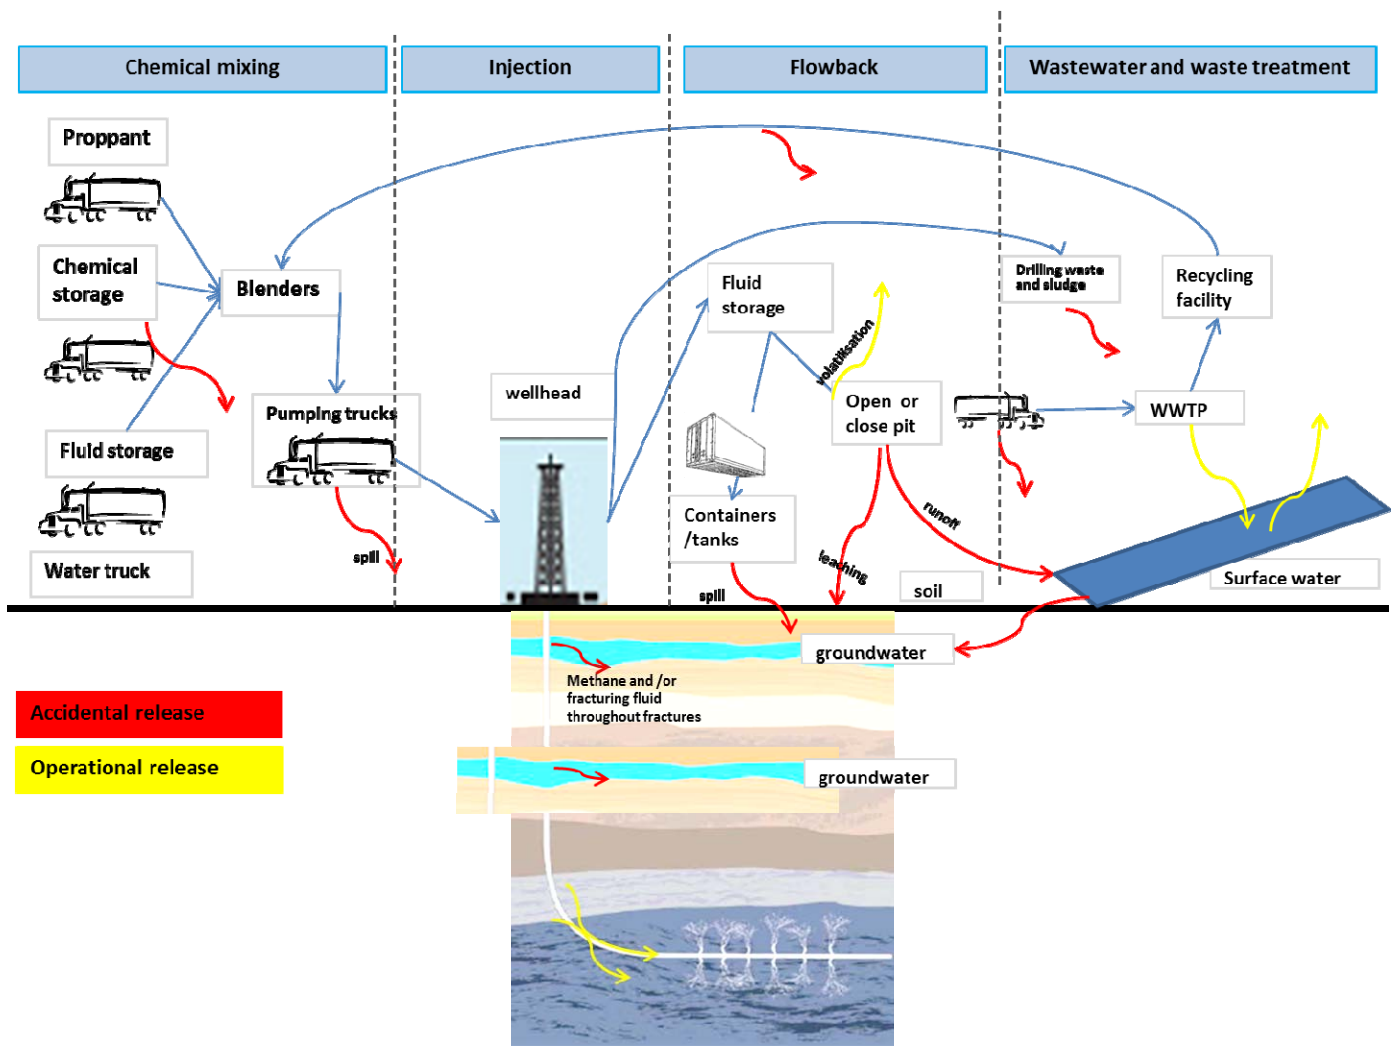 Chemical mixing
Injection
Flowback
Wastewater and waste treatment
Proppant
Chemical
storage
Blenders
Fluid storage
Water truck
Pumping trucks
spill
wellhead
Fluid
storage
volatilisation
Open or
close pit
Containers
/tanks
spill
leaching
runoff
soil
Drilling waste
and sludge
Recycling
facility
WWTP
Surface water
groundwater
Methane and /or
fracturing fluid
throughout fractures
groundwater
Accidental release
Operational release